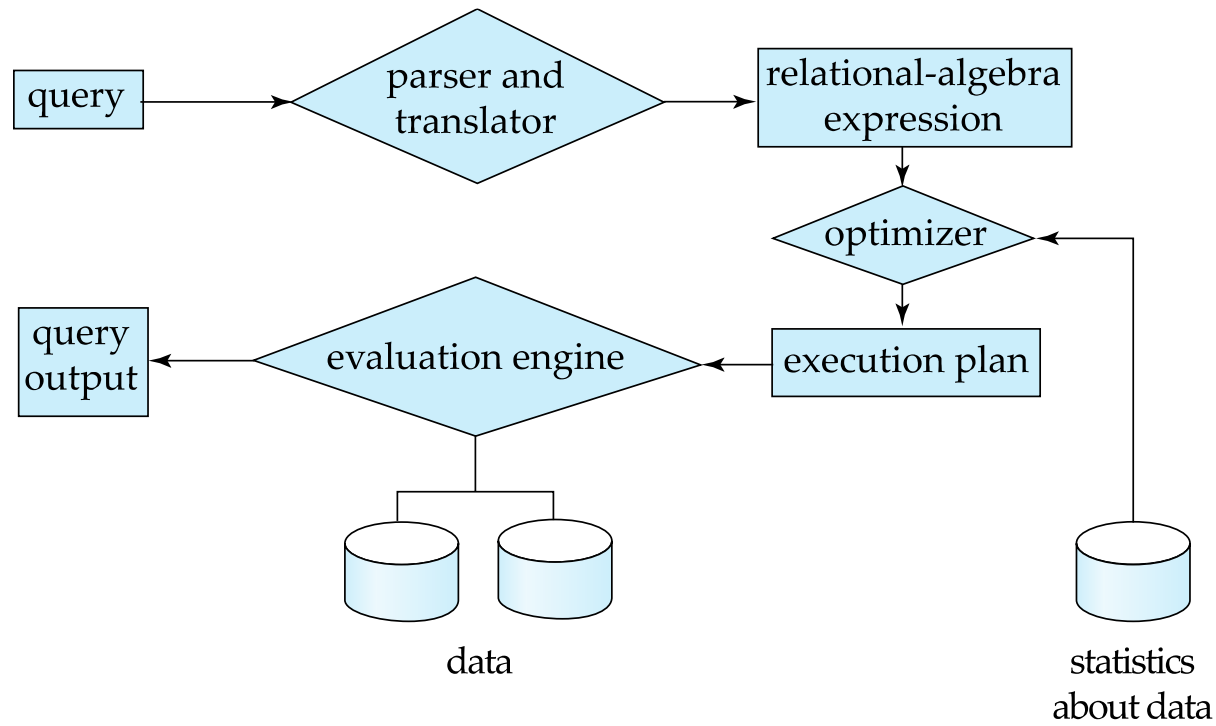 query
parser and
translator
relational-algebra
expression
optimizer
query
output
evaluation engine
execution plan
data
statistics
about data